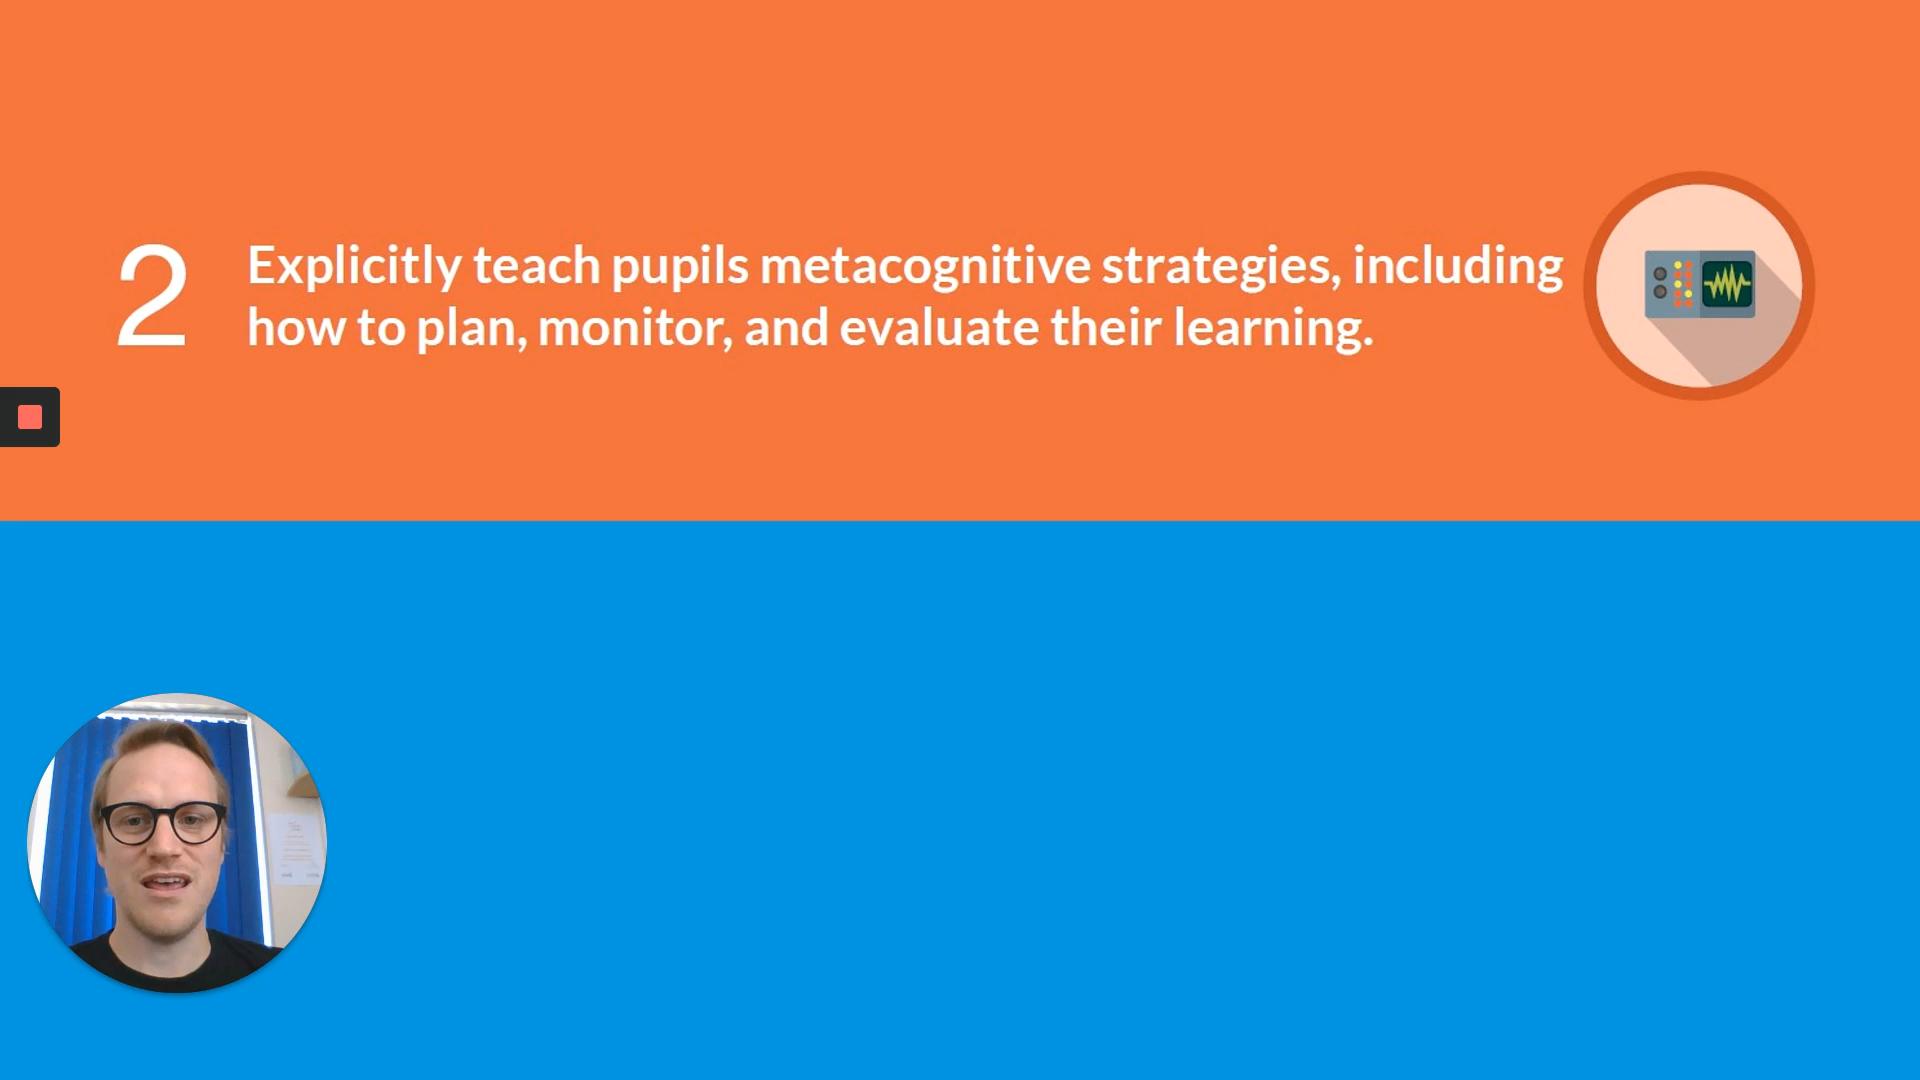 2
Explicitly teach pupils metacognitive strategies, including
how to plan, monitor, and evaluate their learning.